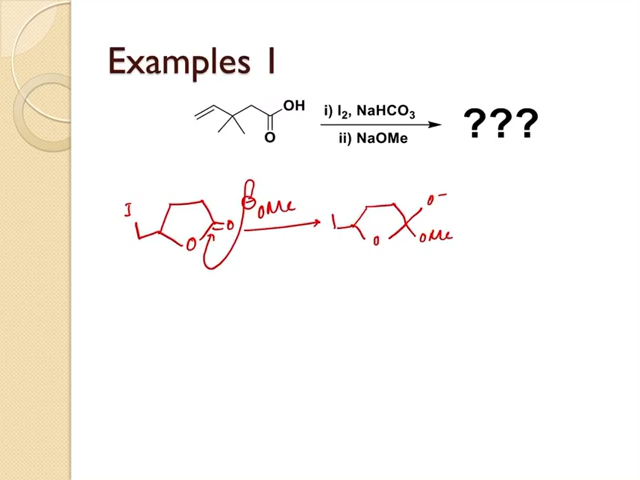 Examples 1
OH
O
i) I₂, NaHCO₃
ii) NaOMe
???
I
O
O
⊖OMe
I
O
O⁻
OMe